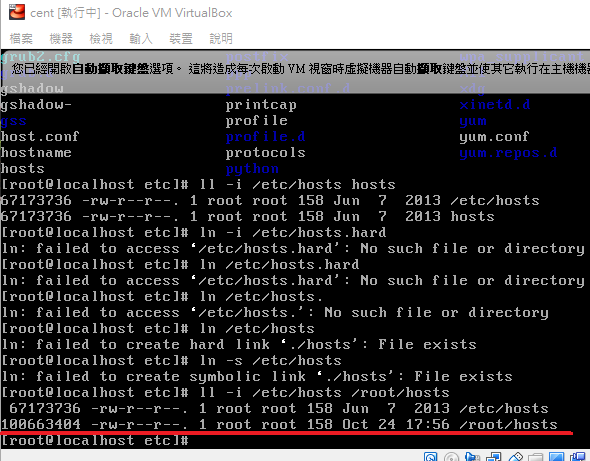 cent [執行中] - Oracle VM VirtualBox
檔案 機器 檢視 輸入 裝置 說明
grub2.cfg
您已經開啟自動擷取鍵盤選項。 這將造成每次啟動 VM 視窗時虛擬機器自動擷取鍵盤並使其它執行在主機機器
gshadow xdg
gshadow- printcap xinetd.d
gss profile yum
host.conf profile.d yum.conf
hostname protocols yum.repos.d
hosts python
[root@localhost etc]# ll -i /etc/hosts hosts
67173736 -rw-r--r--. 1 root root 158 Jun  7  2013 /etc/hosts
67173736 -rw-r--r--. 1 root root 158 Jun  7  2013 hosts
[root@localhost etc]# ln -i /etc/hosts.hard
ln: failed to access ‘/etc/hosts.hard’: No such file or directory
[root@localhost etc]# ln /etc/hosts.hard
ln: failed to access ‘/etc/hosts.hard’: No such file or directory
[root@localhost etc]# ln /etc/hosts.
ln: failed to access ‘/etc/hosts.’: No such file or directory
[root@localhost etc]# ln /etc/hosts
ln: failed to create hard link ‘./hosts’: File exists
[root@localhost etc]# ln -s /etc/hosts
ln: failed to create symbolic link ‘./hosts’: File exists
[root@localhost etc]# ll -i /etc/hosts /root/hosts
67173736 -rw-r--r--. 1 root root 158 Jun  7  2013 /etc/hosts
100663404 -rw-r--r--. 1 root root 158 Oct 24 17:56 /root/hosts
[root@localhost etc]#